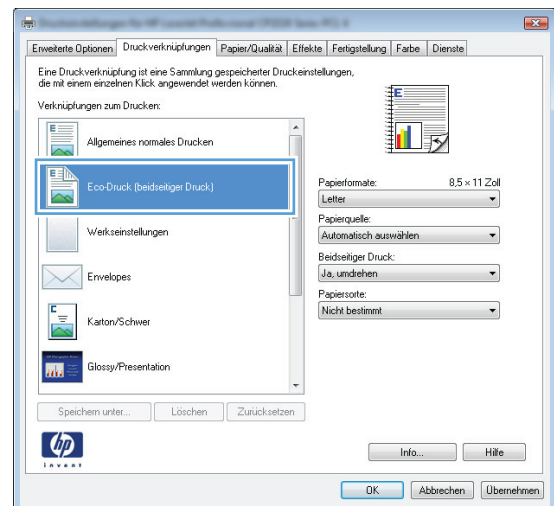 Erweiterte Optionen Druckverknüpfungen Papier/Qualität Effekte Fertigstellung Farbe Dienste
Eine Druckverknüpfung ist eine Sammlung gespeicherter Druckeinstellungen,
die mit einem einzelnen Klick angewendet werden können.
Verknüpfungen zum Drucken:
Allgemeines normales Drucken
Eco-Druck (beidseitiger Druck)
Werkseinstellungen
Envelopes
Karton/Schwer
Glossy/Presentation
Papierformate: 8,5 × 11 Zoll
Letter
Papierquelle:
Automatisch auswählen
Beidseitiger Druck:
Ja, umdrehen
Papiersorte:
Nicht bestimmt
Speichern unter... Löschen Zurücksetzen
hp
invent
Info... Hilfe
OK Abbrechen Übernehmen